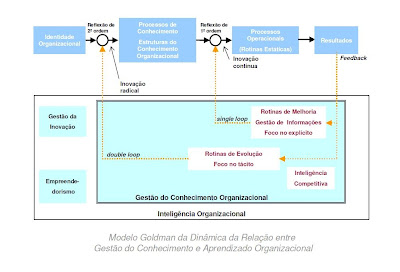 Identidade
Organizacional
Reflexão de
2ª ordem
Processos de
Conhecimento
Estruturas do
Conhecimento
Organizacional
Reflexão de
1ª ordem
Processos
Operacionais
(Rotinas Estáticas)
Resultados
Feedback
Inovação
radical
Inovação
contínua
Gestão da
Inovação
single loop
Rotinas de Melhoria
Gestão de Informações
Foco no explícito
double loop
Rotinas de Evolução
Foco no tácito
Empreende-
dorismo
Inteligência
Competitiva
Gestão do Conhecimento Organizacional
Inteligência Organizacional
Modelo Goldman da Dinâmica da Relação entre
Gestão do Conhecimento e Aprendizado Organizacional